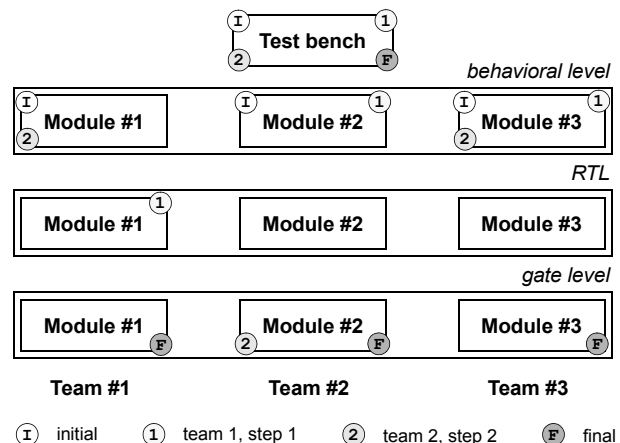 I 1
Test bench
2 F
behavioral level
I I 1 I 1
Module #1 Module #2 Module #3
2 2
RTL
1
Module #1 Module #2 Module #3
gate level
Module #1 Module #2 Module #3
F 2 F F
Team #1 Team #2 Team #3
I initial 1 team 1, step 1 2 team 2, step 2 F final